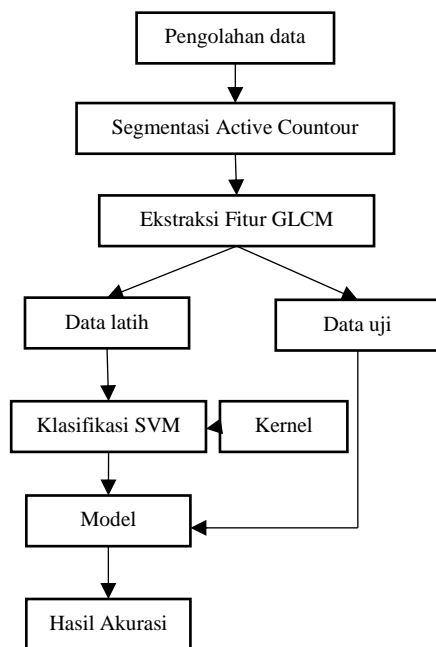 Pengolahan data
Segmentasi Active Countour
Ekstraksi Fitur GLCM
Data latih
Data uji
Klasifikasi SVM
Kernel
Model
Hasil Akurasi